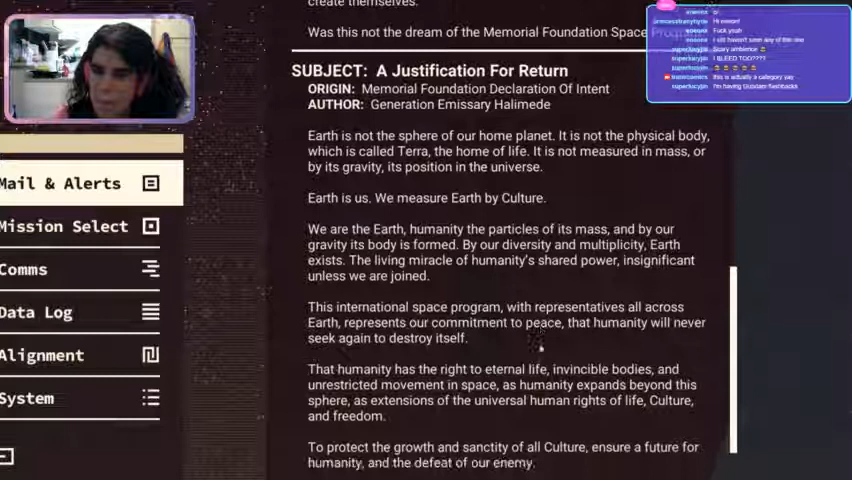 create themselves.
Was this not the dream of the Memorial Foundation Space
SUBJECT: A Justification For Return
ORIGIN: Memorial Foundation Declaration Of Intent
AUTHOR: Generation Emissary Halimede
Earth is not the sphere of our home planet. It is not the physical body,
which is called Terra, the home of life. It is not measured in mass, or
by its gravity, its position in the universe.
Earth is us. We measure Earth by Culture.
We are the Earth, humanity the particles of its mass, and by our
gravity its body is formed. By our diversity and multiplicity, Earth
exists. The living miracle of humanity's shared power, insignificant
unless we are joined.
This international space program, with representatives all across
Earth, represents our commitment to peace, that humanity will never
seek again to destroy itself.
That humanity has the right to eternal life, invincible bodies, and
unrestricted movement in space, as humanity expands beyond this
sphere, as extensions of the universal human rights of life, Culture,
and freedom.
To protect the growth and sanctity of all Culture, ensure a future for
humanity, and the defeat of our enemy.
Mail & Alerts
Mission Select
Comms
Data Log
Alignment
System
Fuck yeah
I still haven't seen any of this one
Scary ambience
I BLEED TOO????
this is actually a category yay
I'm having Gundam flashbacks